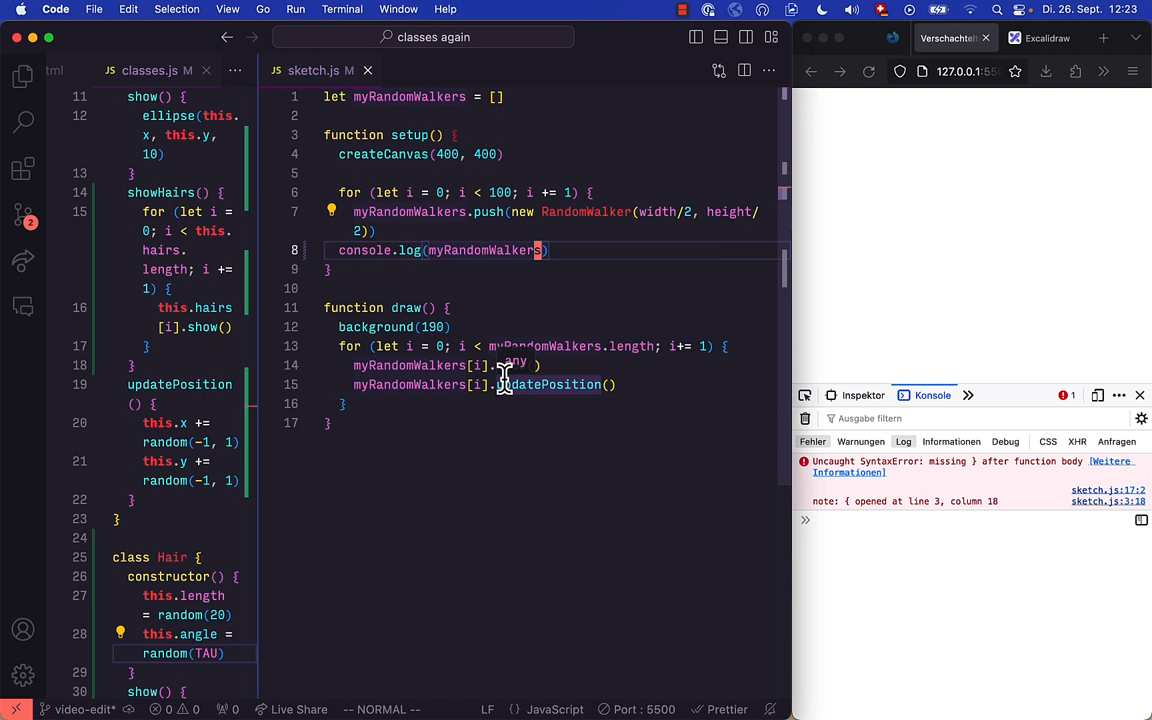 Code File Edit Selection View Go Run Terminal Window Help Di. 26. Sept. 12:23
classes again
tml JS classes.js M JS sketch.js M
11 show() {
12 ellipse(this.
x, this.y,
10)
13 }
14 showHairs() {
15 for (let i =
0; i < this.
hairs.
length; i +=
1) {
16 this.hairs
[i].show()
17 }
18 }
19 updatePosition
() {
20 this.x +=
random(-1, 1)
21 this.y +=
random(-1, 1)
22 }
23 }
24
25 class Hair {
26 constructor() {
27 this.length
= random(20)
28 this.angle =
random(TAU)
29 }
30 show() {
1 let myRandomWalkers = []
2
3 function setup() {
4 createCanvas(400, 400)
5
6 for (let i = 0; i < 100; i += 1) {
7 myRandomWalkers.push(new RandomWalker(width/2, height/
2))
8 console.log(myRandomWalkers)
9 }
10
11 function draw() {
12 background(190)
13 for (let i = 0; i < myRandomWalkers.length; i+= 1) {
any
14 myRandomWalkers[i]. ()
15 myRandomWalkers[i].updatePosition()
16 }
17 }
2
video-edit* 0 0 0 Live Share -- NORMAL -- LF {} JavaScript Port : 5500 Prettier
Verschachtel Excalidraw
127.0.0.1:550
Inspektor Konsole 1
Ausgabe filtern
Fehler Warnungen Log Informationen Debug CSS XHR Anfragen
Uncaught SyntaxError: missing } after function body [Weitere
Informationen]
sketch.js:17:2
note: { opened at line 3, column 18 sketch.js:3:18